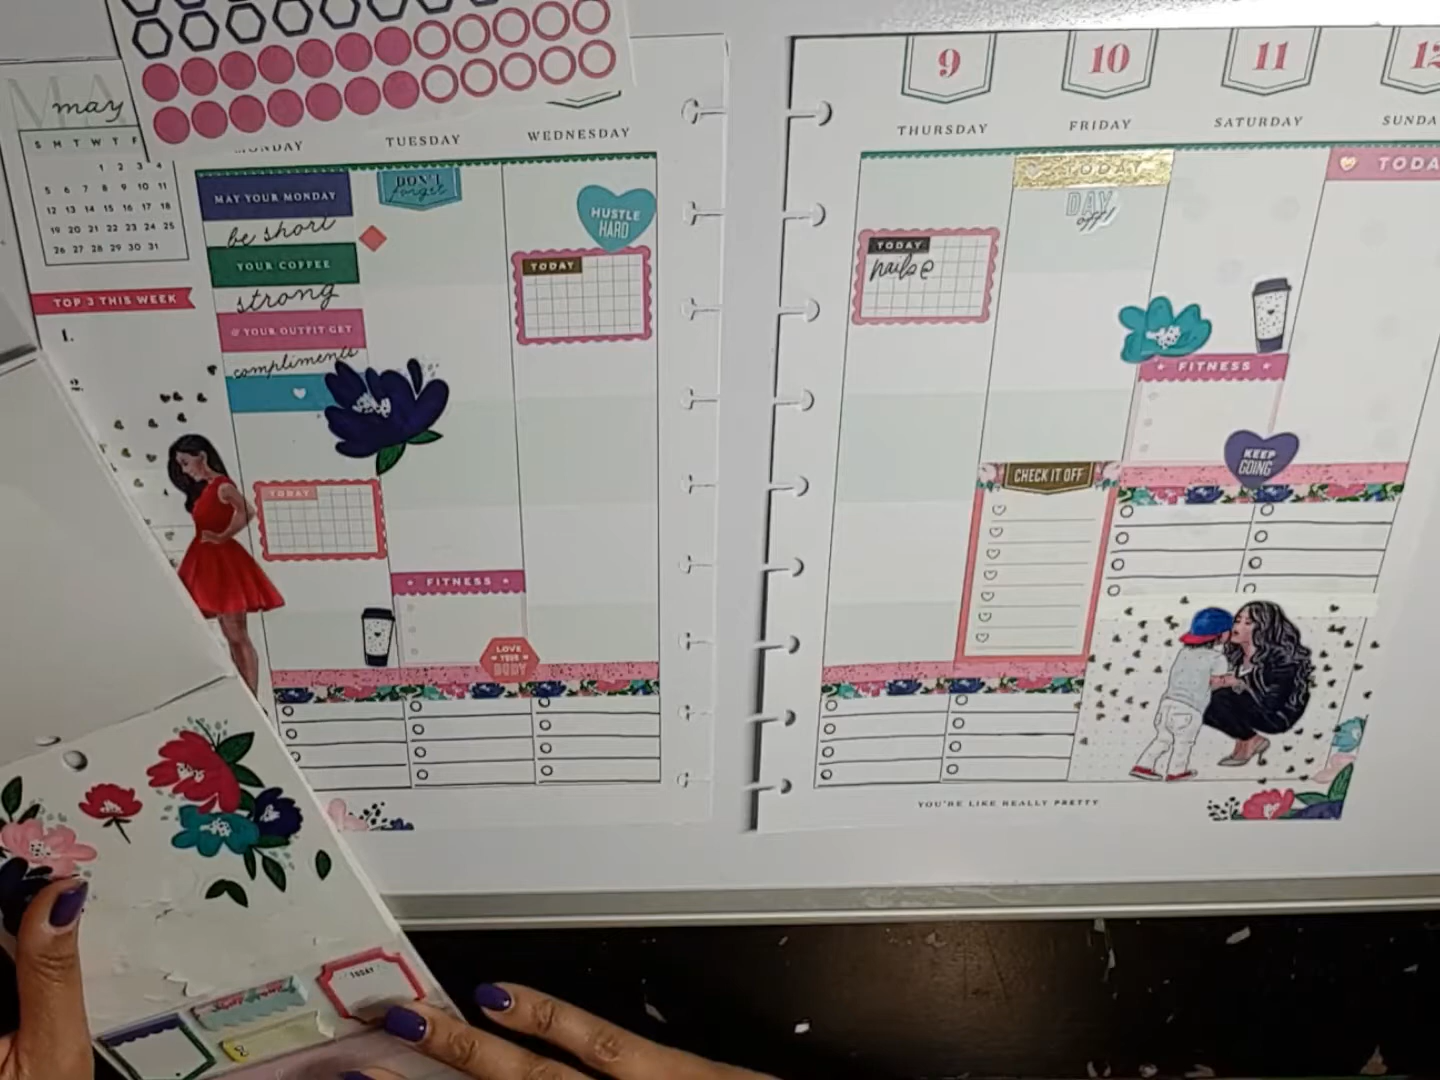 may
S M T W T F
1 2 3 4
5 6 7 8 9 10 11
12 13 14 15 16 17 18
19 20 21 22 23 24 25
26 27 28 29 30 31
TOP 3 THIS WEEK
1.
2.
TUESDAY
WEDNESDAY
MAY YOUR MONDAY
be short
YOUR COFFEE
strong
& YOUR OUTFIT GET
compliments
DON'T
forget
HUSTLE
HARD
TODAY
TODAY
FITNESS
LOVE
YOUR
BODY
9
10
11
12
THURSDAY
FRIDAY
SATURDAY
TODAY
TODAY
DAY
off!
nails @
FITNESS
KEEP
GOING
CHECK IT OFF
YOU'RE LIKE REALLY PRETTY
TODAY